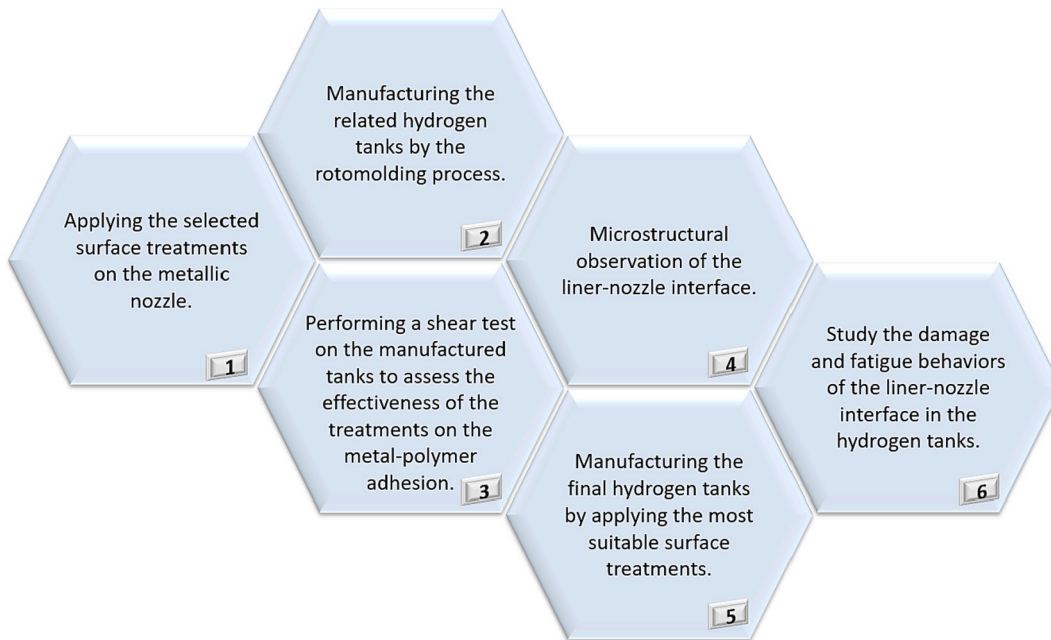 Applying the selected
surface treatments
on the metallic
nozzle.
1
Manufacturing the
related hydrogen
tanks by the
rotomolding process.
2
Performing a shear test
on the manufactured
tanks to assess the
effectiveness of the
treatments on the
metal-polymer
adhesion.
3
Microstructural
observation of the
liner-nozzle interface.
4
Manufacturing the
final hydrogen tanks
by applying the most
suitable surface
treatments.
5
Study the damage
and fatigue behaviors
of the liner-nozzle
interface in the
hydrogen tanks.
6